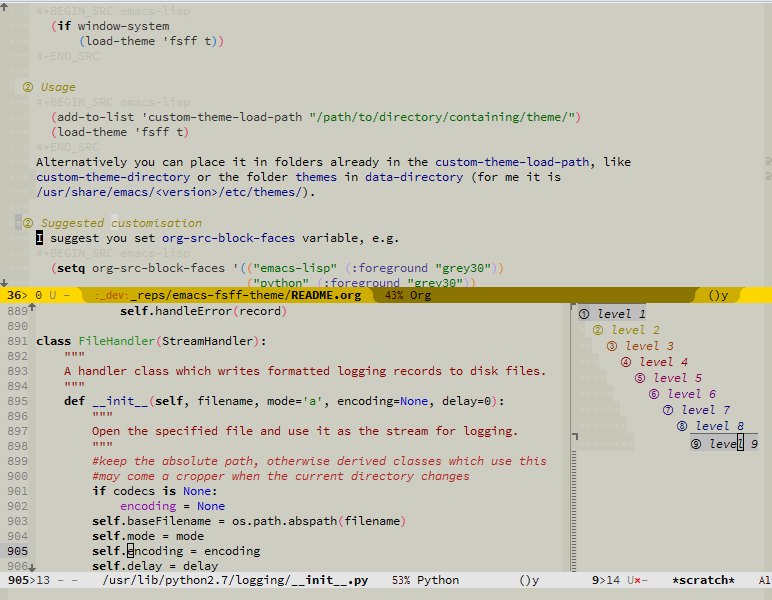 #+BEGIN_SRC emacs-lisp
(if window-system
(load-theme 'fsff t))
#+END_SRC
② Usage
#+BEGIN_SRC emacs-lisp
(add-to-list 'custom-theme-load-path "/path/to/directory/containing/theme/")
(load-theme 'fsff t)
#+END_SRC
Alternatively you can place it in folders already in the custom-theme-load-path, like
custom-theme-directory or the folder themes in data-directory (for me it is
/usr/share/emacs/<version>/etc/themes/).
② Suggested customisation
I suggest you set org-src-block-faces variable, e.g.
#+BEGIN_SRC emacs-lisp
(setq org-src-block-faces '(("emacs-lisp" (:foreground "grey30"))
("python" (:foreground "grey30"))
36> 0 U - :_dev:_reps/emacs-fsff-theme/README.org 43% Org ()y
889 self.handleError(record)
890
891 class FileHandler(StreamHandler):
892 """
893 A handler class which writes formatted logging records to disk files.
894 """
895 def __init__(self, filename, mode='a', encoding=None, delay=0):
896 """
897 Open the specified file and use it as the stream for logging.
898 """
899 #keep the absolute path, otherwise derived classes which use this
900 #may come a cropper when the current directory changes
901 if codecs is None:
902 encoding = None
903 self.baseFilename = os.path.abspath(filename)
904 self.mode = mode
905 self.encoding = encoding
906 self.delay = delay
905>13 - - /usr/lib/python2.7/logging/__init__.py 53% Python ()y
① level 1
② level 2
③ level 3
④ level 4
⑤ level 5
⑥ level 6
⑦ level 7
⑧ level 8
⑨ level 9
9>14 U×- *scratch* Al